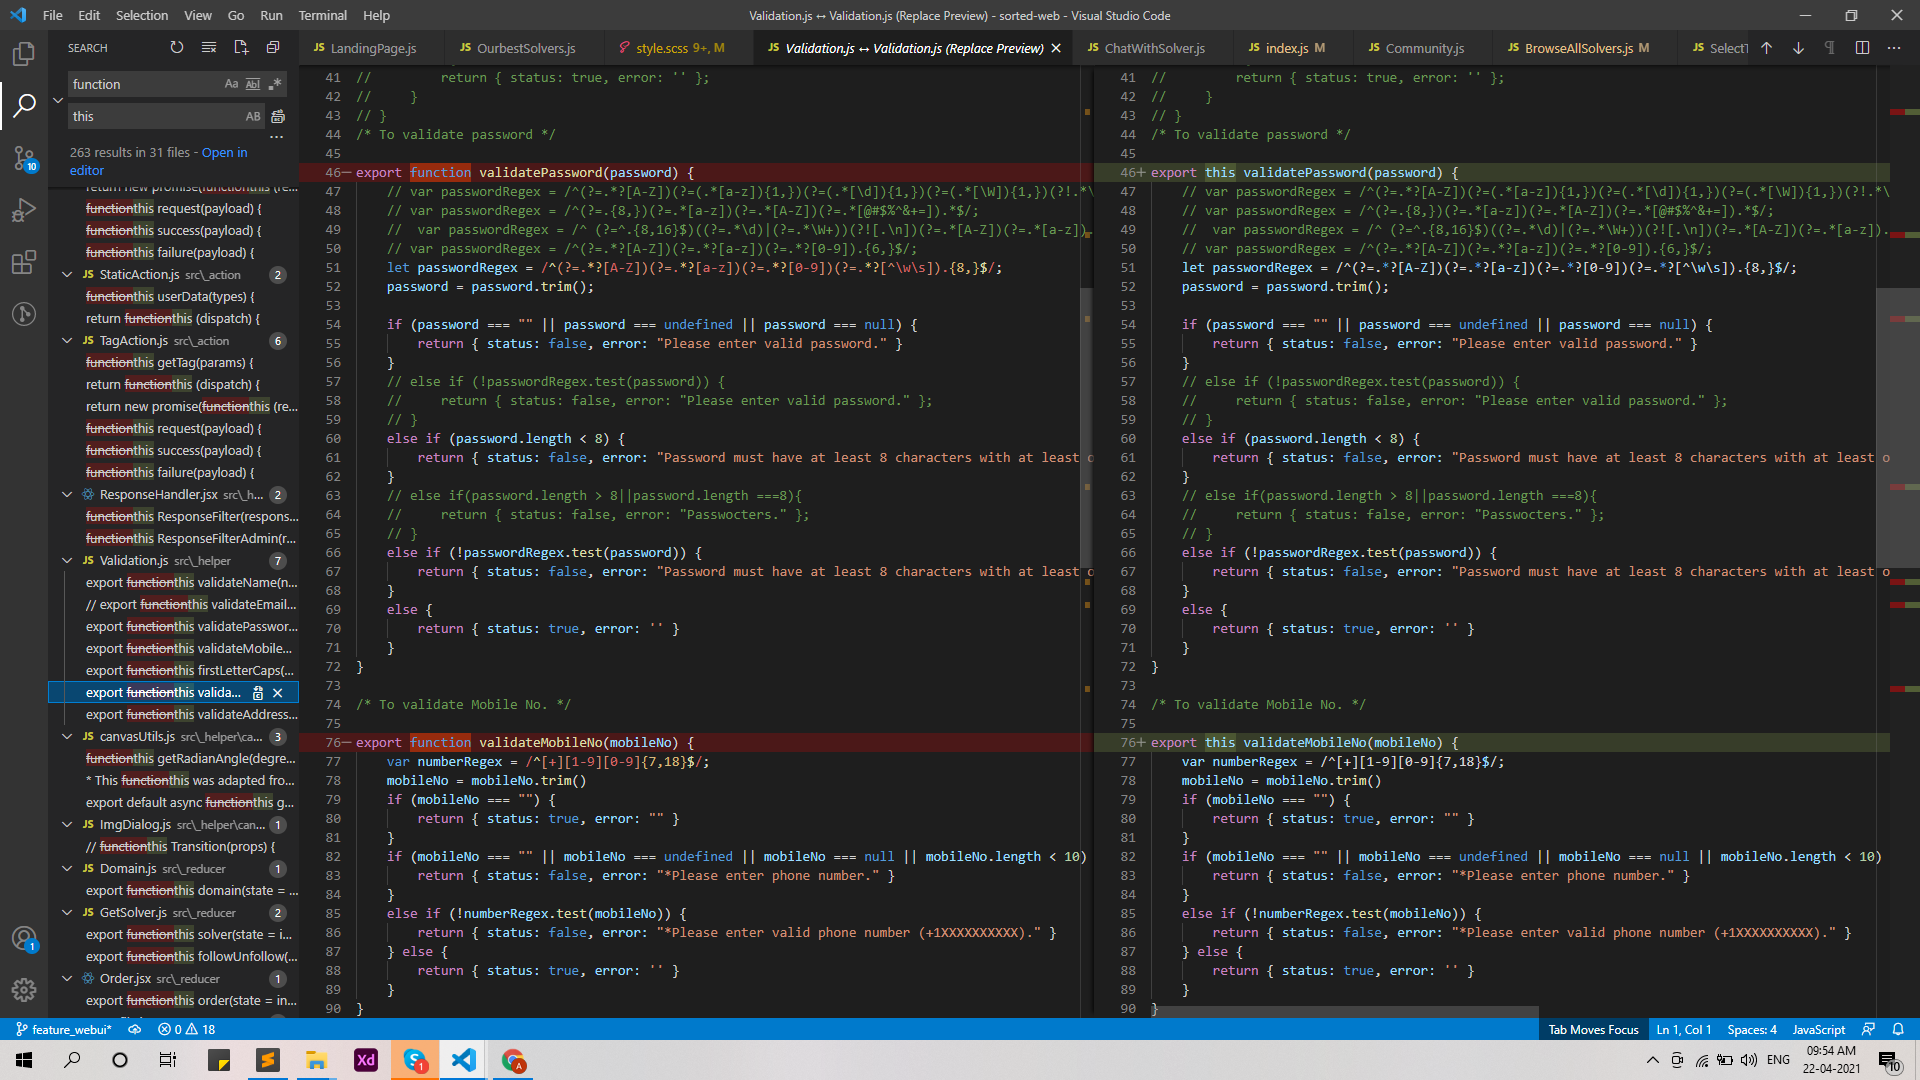 File Edit Selection View Go Run Terminal Help
Validation.js ↔ Validation.js (Replace Preview) - sorted-web - Visual Studio Code
SEARCH
JS LandingPage.js
JS OurbestSolvers.js
style.scss 9+, M
JS Validation.js ↔ Validation.js (Replace Preview)
JS ChatWithSolver.js
JS index.js M
JS Community.js
JS BrowseAllSolvers.js M
JS SelectT
function
Aa Abl .*
this
AB
263 results in 31 files - Open in
editor
return new promise(functionthis (re...
functionthis request(payload) {
functionthis success(payload) {
functionthis failure(payload) {
JS StaticAction.js src\_action 2
functionthis userData(types) {
return functionthis (dispatch) {
JS TagAction.js src\_action 6
functionthis getTag(params) {
return functionthis (dispatch) {
return new promise(functionthis (re...
functionthis request(payload) {
functionthis success(payload) {
functionthis failure(payload) {
ResponseHandler.jsx src\_h... 2
functionthis ResponseFilter(respons...
functionthis ResponseFilterAdmin(r...
JS Validation.js src\_helper 7
export functionthis validateName(n...
// export functionthis validateEmail...
export functionthis validatePasswor...
export functionthis validateMobile...
export functionthis firstLetterCaps(...
export functionthis valida...
export functionthis validateAddress...
JS canvasUtils.js src\_helper\ca... 3
functionthis getRadianAngle(degre...
* This functionthis was adapted fro...
export default async functionthis g...
JS ImgDialog.js src\_helper\can... 1
// functionthis Transition(props) {
JS Domain.js src\_reducer 1
export functionthis domain(state = ...
JS GetSolver.js src\_reducer 2
export functionthis solver(state = i...
export functionthis followUnfollow(...
Order.jsx src\_reducer 1
export functionthis order(state = in...
10
1
41 // return { status: true, error: '' };
42 // }
43 // }
44 /* To validate password */
45
46− export function validatePassword(password) {
47 // var passwordRegex = /^(?=.*?[A-Z])(?=(.*[a-z]){1,})(?=(.*[\d]){1,})(?=(.*[\W]){1,})(?!.*\
48 // var passwordRegex = /^(?=.{8,})(?=.*[a-z])(?=.*[A-Z])(?=.*[@#$%^&+=]).*$/;
49 // var passwordRegex = /^ (?=^.{8,16}$)((?=.*\d)|(?=.*\W+))(?![.\n])(?=.*[A-Z])(?=.*[a-z]).
50 // var passwordRegex = /^(?=.*?[A-Z])(?=.*?[a-z])(?=.*?[0-9]).{6,}$/;
51 let passwordRegex = /^(?=.*?[A-Z])(?=.*?[a-z])(?=.*?[0-9])(?=.*?[^\w\s]).{8,}$/;
52 password = password.trim();
53
54 if (password === "" || password === undefined || password === null) {
55 return { status: false, error: "Please enter valid password." }
56 }
57 // else if (!passwordRegex.test(password)) {
58 // return { status: false, error: "Please enter valid password." };
59 // }
60 else if (password.length < 8) {
61 return { status: false, error: "Password must have at least 8 characters with at least o
62 }
63 // else if(password.length > 8||password.length ===8){
64 // return { status: false, error: "Passwocters." };
65 // }
66 else if (!passwordRegex.test(password)) {
67 return { status: false, error: "Password must have at least 8 characters with at least o
68 }
69 else {
70 return { status: true, error: '' }
71 }
72 }
73
74 /* To validate Mobile No. */
75
76− export function validateMobileNo(mobileNo) {
77 var numberRegex = /^[+][1-9][0-9]{7,18}$/;
78 mobileNo = mobileNo.trim()
79 if (mobileNo === "") {
80 return { status: true, error: "" }
81 }
82 if (mobileNo === "" || mobileNo === undefined || mobileNo === null || mobileNo.length < 10)
83 return { status: false, error: "*Please enter phone number." }
84 }
85 else if (!numberRegex.test(mobileNo)) {
86 return { status: false, error: "*Please enter valid phone number (+1XXXXXXXXXX)." }
87 } else {
88 return { status: true, error: '' }
89 }
90 }
41 // return { status: true, error: '' };
42 // }
43 // }
44 /* To validate password */
45
46+ export this validatePassword(password) {
47 // var passwordRegex = /^(?=.*?[A-Z])(?=(.*[a-z]){1,})(?=(.*[\d]){1,})(?=(.*[\W]){1,})(?!.*\
48 // var passwordRegex = /^(?=.{8,})(?=.*[a-z])(?=.*[A-Z])(?=.*[@#$%^&+=]).*$/;
49 // var passwordRegex = /^ (?=^.{8,16}$)((?=.*\d)|(?=.*\W+))(?![.\n])(?=.*[A-Z])(?=.*[a-z]).
50 // var passwordRegex = /^(?=.*?[A-Z])(?=.*?[a-z])(?=.*?[0-9]).{6,}$/;
51 let passwordRegex = /^(?=.*?[A-Z])(?=.*?[a-z])(?=.*?[0-9])(?=.*?[^\w\s]).{8,}$/;
52 password = password.trim();
53
54 if (password === "" || password === undefined || password === null) {
55 return { status: false, error: "Please enter valid password." }
56 }
57 // else if (!passwordRegex.test(password)) {
58 // return { status: false, error: "Please enter valid password." };
59 // }
60 else if (password.length < 8) {
61 return { status: false, error: "Password must have at least 8 characters with at least o
62 }
63 // else if(password.length > 8||password.length ===8){
64 // return { status: false, error: "Passwocters." };
65 // }
66 else if (!passwordRegex.test(password)) {
67 return { status: false, error: "Password must have at least 8 characters with at least o
68 }
69 else {
70 return { status: true, error: '' }
71 }
72 }
73
74 /* To validate Mobile No. */
75
76+ export this validateMobileNo(mobileNo) {
77 var numberRegex = /^[+][1-9][0-9]{7,18}$/;
78 mobileNo = mobileNo.trim()
79 if (mobileNo === "") {
80 return { status: true, error: "" }
81 }
82 if (mobileNo === "" || mobileNo === undefined || mobileNo === null || mobileNo.length < 10)
83 return { status: false, error: "*Please enter phone number." }
84 }
85 else if (!numberRegex.test(mobileNo)) {
86 return { status: false, error: "*Please enter valid phone number (+1XXXXXXXXXX)." }
87 } else {
88 return { status: true, error: '' }
89 }
90 }
feature_webui* 0 18
Tab Moves Focus Ln 1, Col 1 Spaces: 4 JavaScript
Xd
1
A
ENG
09:54 AM
22-04-2021
10